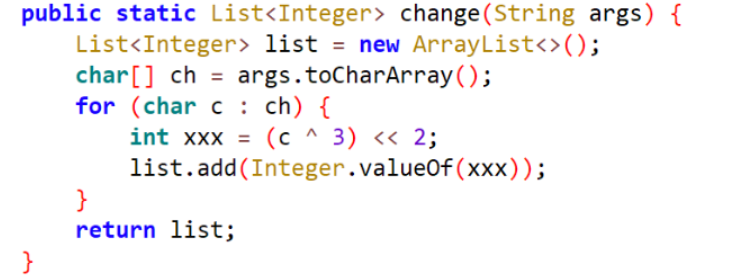 public static List<Integer> change(String args) {
    List<Integer> list = new ArrayList<>();
    char[] ch = args.toCharArray();
    for (char c : ch) {
        int xxx = (c ^ 3) << 2;
        list.add(Integer.valueOf(xxx));
    }
    return list;
}